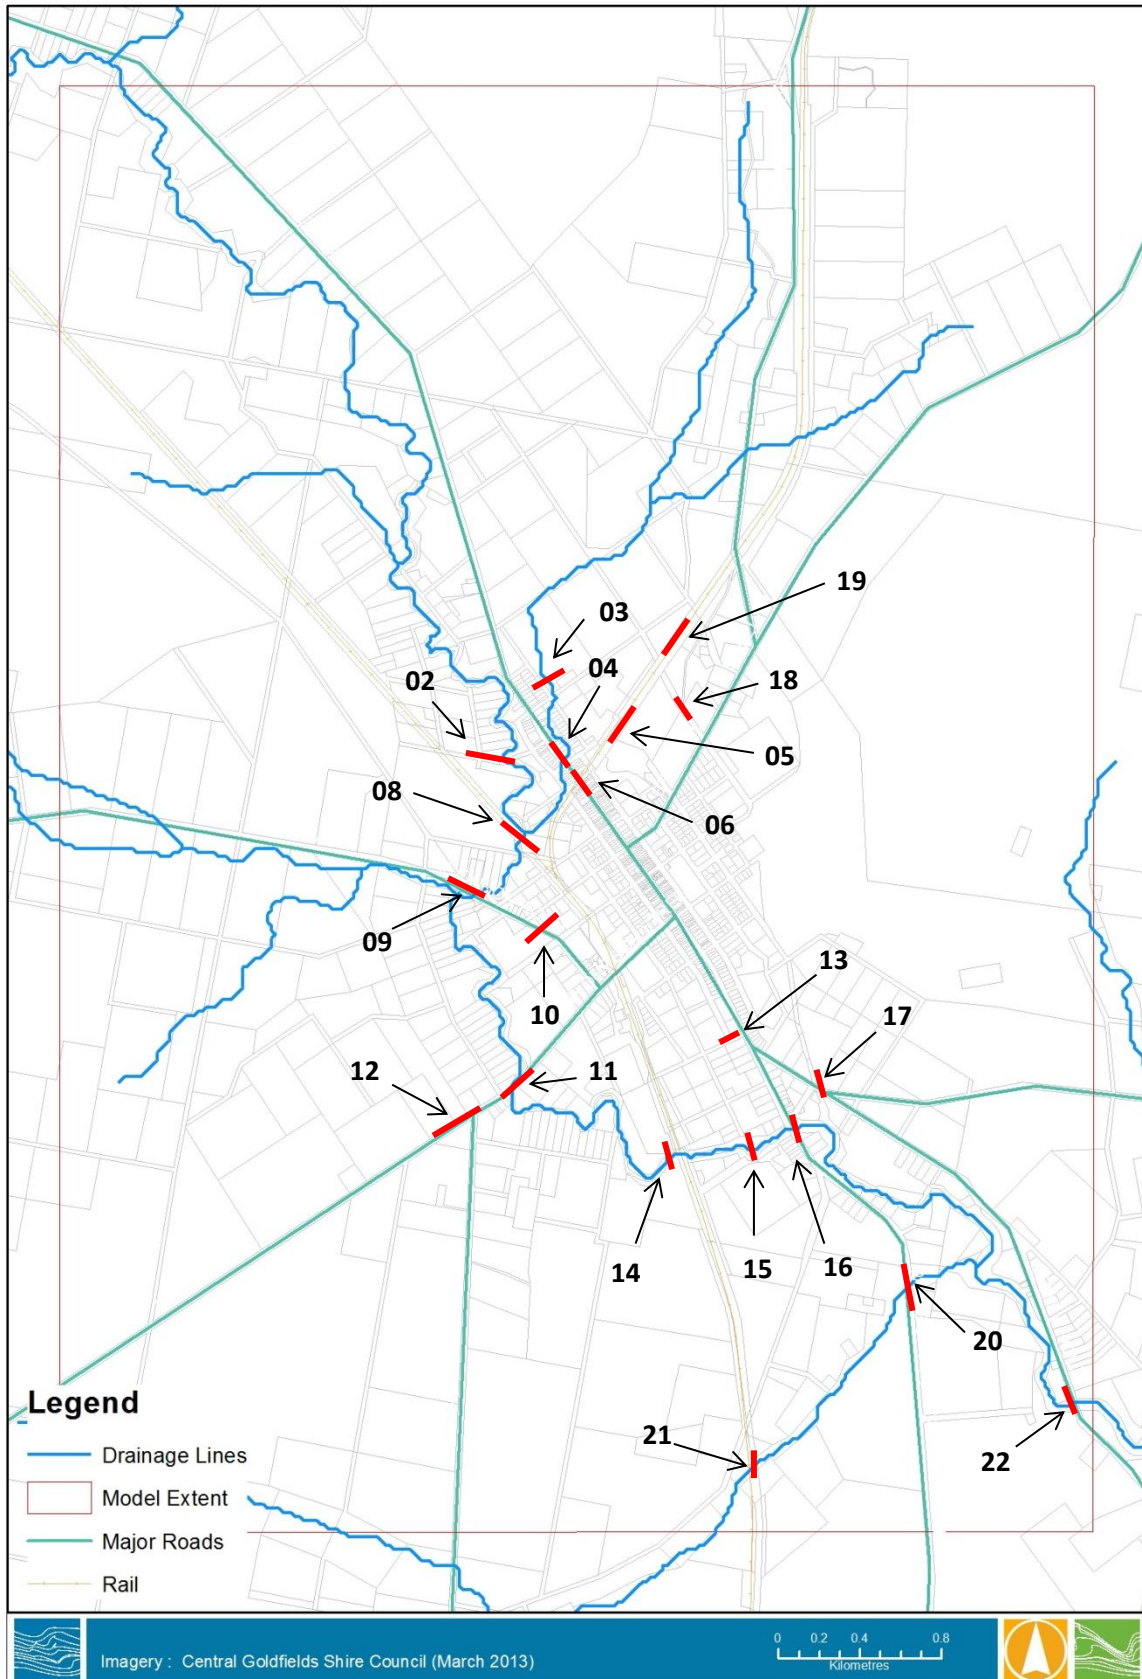 19
03
04
02
18
05
08
06
09
13
10
17
12
11
14
15
16
20
21
22
Legend
Drainage Lines
Model Extent
Major Roads
Rail
0 0.2 0.4 0.8
Kilometres
Imagery : Central Goldfields Shire Council (March 2013)